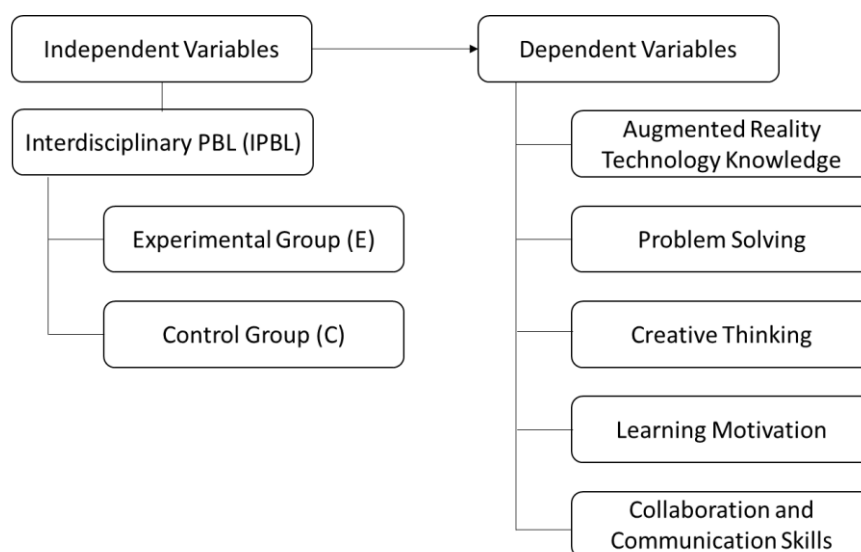 Independent Variables
Dependent Variables
Interdisciplinary PBL (IPBL)
Experimental Group (E)
Control Group (C)
Augmented Reality
Technology Knowledge
Problem Solving
Creative Thinking
Learning Motivation
Collaboration and
Communication Skills